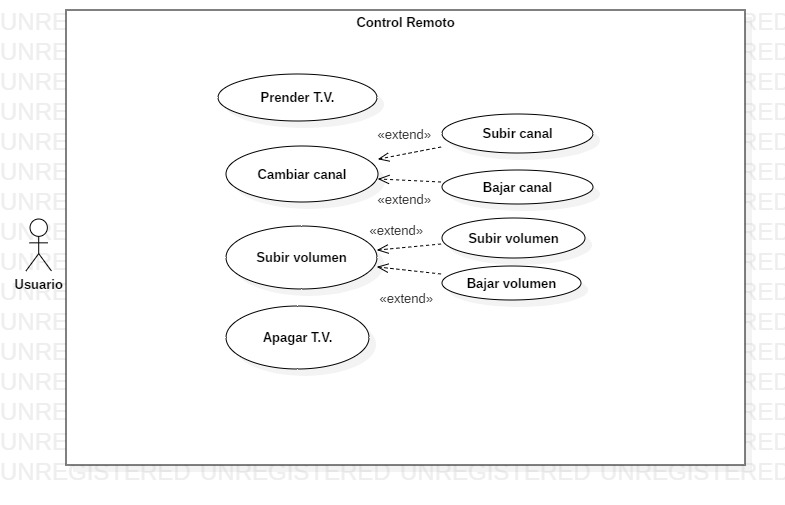 Control Remoto
Prender T.V.
«extend»
Subir canal
Cambiar canal
Bajar canal
«extend»
«extend»
Subir volumen
Subir volumen
Bajar volumen
«extend»
Usuario
Apagar T.V.
UNREGISTERED UNREGISTERED UNREGISTERED UNREGISTERED